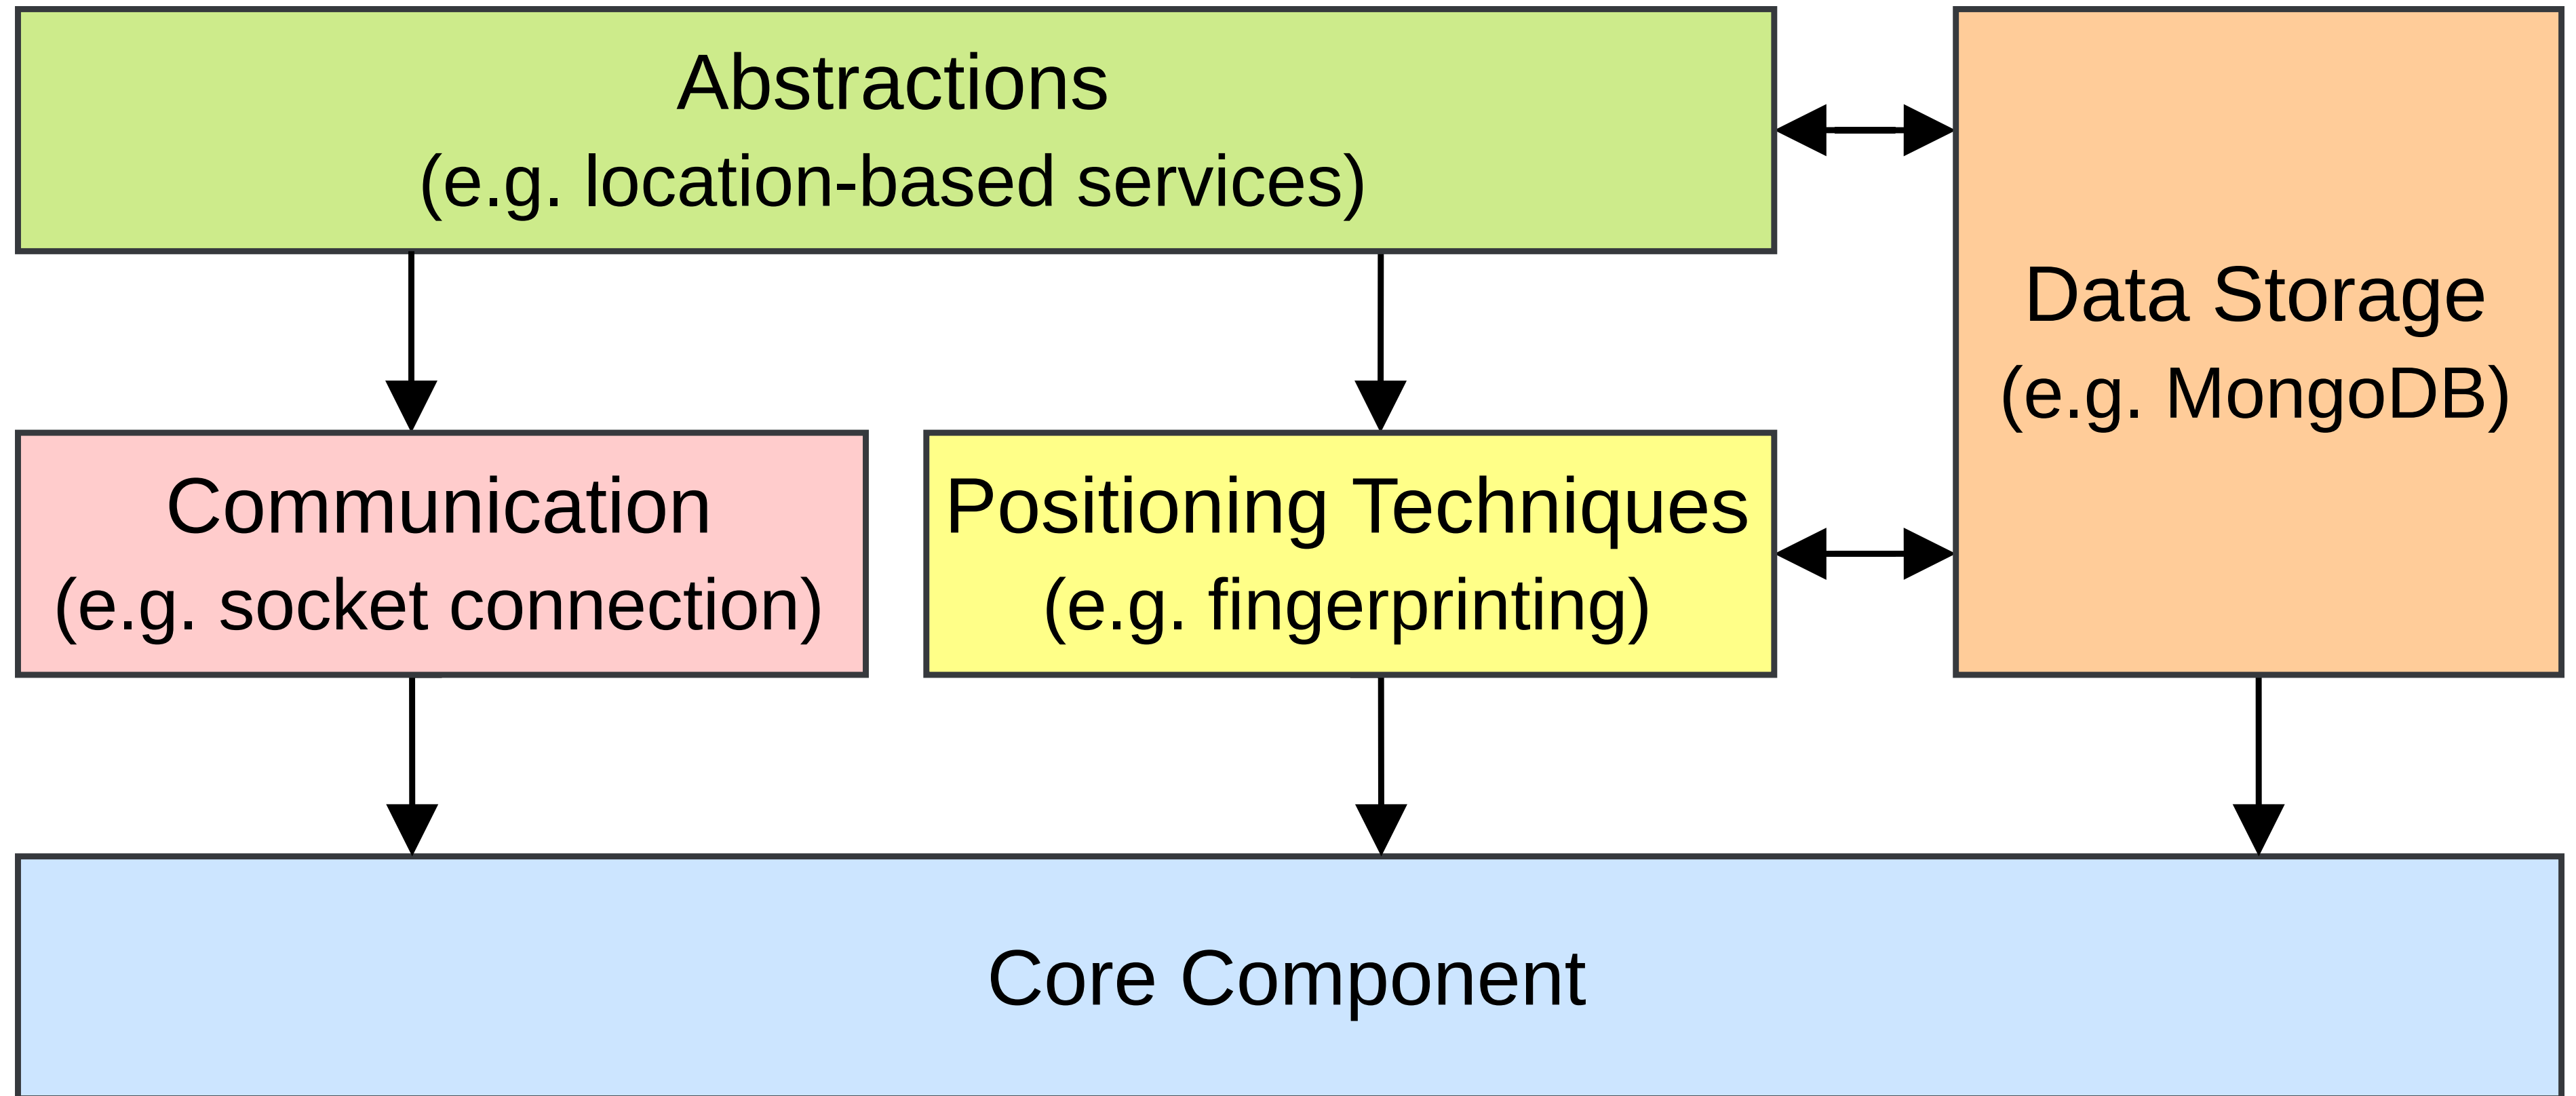 Abstractions
(e.g. location-based services)
Data Storage
(e.g. MongoDB)
Communication
(e.g. socket connection)
Positioning Techniques
(e.g. fingerprinting)
Core Component